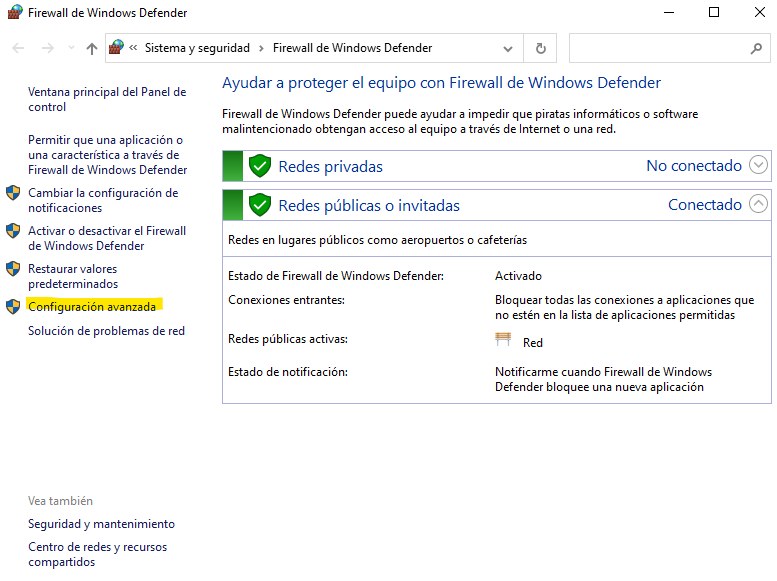 Firewall de Windows Defender
« Sistema y seguridad › Firewall de Windows Defender
Ventana principal del Panel de
control
Permitir que una aplicación o
una característica a través de
Firewall de Windows Defender
Cambiar la configuración de
notificaciones
Activar o desactivar el Firewall
de Windows Defender
Restaurar valores
predeterminados
Configuración avanzada
Solución de problemas de red
Vea también
Seguridad y mantenimiento
Centro de redes y recursos
compartidos
Ayudar a proteger el equipo con Firewall de Windows Defender
Firewall de Windows Defender puede ayudar a impedir que piratas informáticos o software
malintencionado obtengan acceso al equipo a través de Internet o una red.
Redes privadas No conectado
Redes públicas o invitadas Conectado
Redes en lugares públicos como aeropuertos o cafeterías
Estado de Firewall de Windows Defender: Activado
Conexiones entrantes: Bloquear todas las conexiones a aplicaciones que
no estén en la lista de aplicaciones permitidas
Redes públicas activas: Red
Estado de notificación: Notificarme cuando Firewall de Windows
Defender bloquee una nueva aplicación